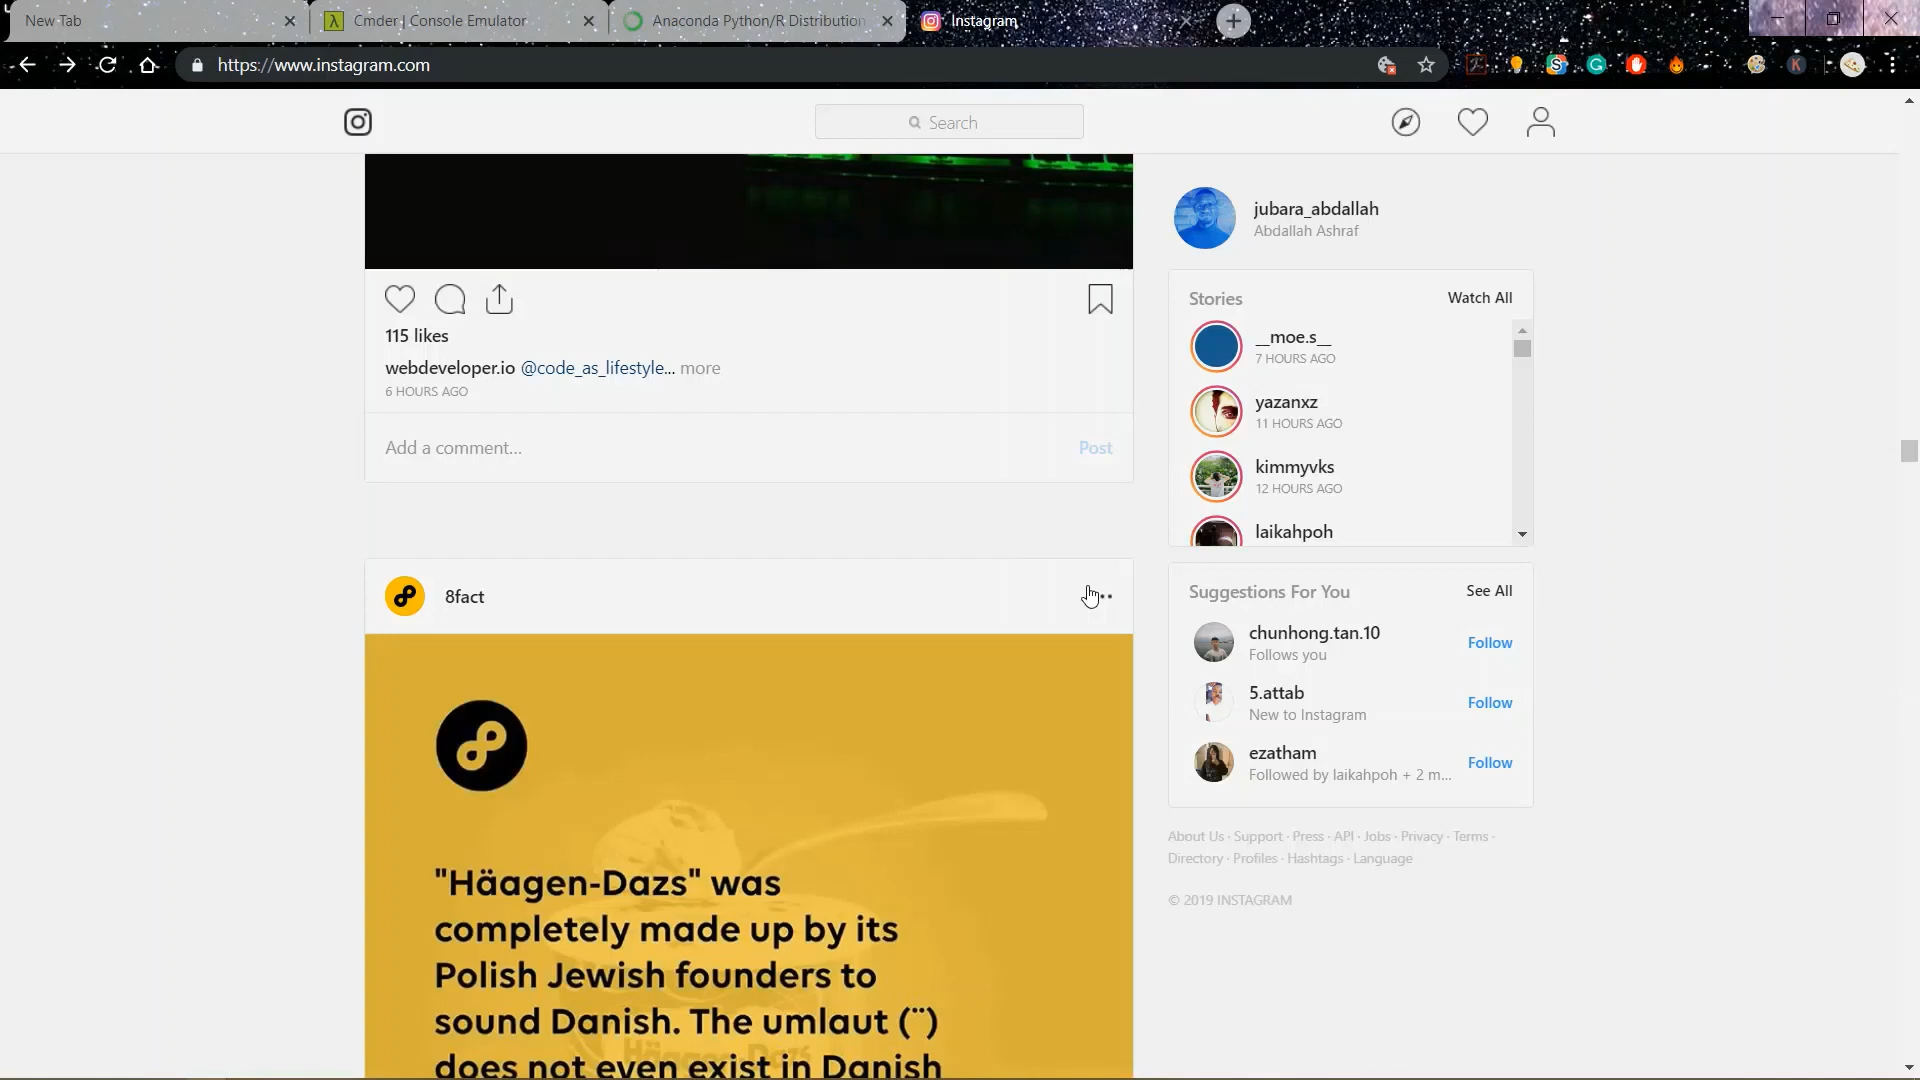 New Tab
Cmder | Console Emulator
Anaconda Python/R Distribution
Instagram
https://www.instagram.com
Search
jubara_abdallah
Abdallah Ashraf
115 likes
webdeveloper.io @code_as_lifestyle... more
6 HOURS AGO
Add a comment...
Post
Stories
Watch All
__moe.s__
7 HOURS AGO
yazanxz
11 HOURS AGO
kimmyvks
12 HOURS AGO
laikahpoh
8fact
"Häagen-Dazs" was
completely made up by its
Polish Jewish founders to
sound Danish. The umlaut (¨)
does not even exist in Danish
Suggestions For You
See All
chunhong.tan.10
Follows you
Follow
5.attab
New to Instagram
Follow
ezatham
Followed by laikahpoh + 2 m...
Follow
About Us · Support · Press · API · Jobs · Privacy · Terms ·
Directory · Profiles · Hashtags · Language
© 2019 INSTAGRAM